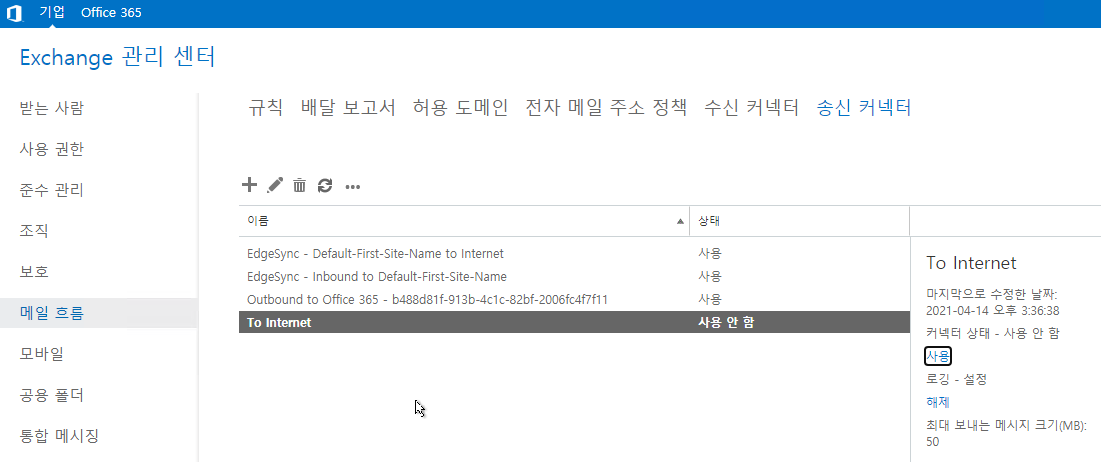 기업 Office 365
Exchange 관리 센터
받는 사람
사용 권한
준수 관리
조직
보호
메일 흐름
모바일
공용 폴더
통합 메시징
규칙 배달 보고서 허용 도메인 전자 메일 주소 정책 수신 커넥터 송신 커넥터
이름 상태
EdgeSync - Default-First-Site-Name to Internet 사용
EdgeSync - Inbound to Default-First-Site-Name 사용
Outbound to Office 365 - b488d81f-913b-4c1c-82bf-2006fc4f7f11 사용
To Internet 사용 안 함
To Internet
마지막으로 수정한 날짜:
2021-04-14 오후 3:36:38
커넥터 상태 - 사용 안 함
사용
로깅 - 설정
해제
최대 보내는 메시지 크기(MB):
50